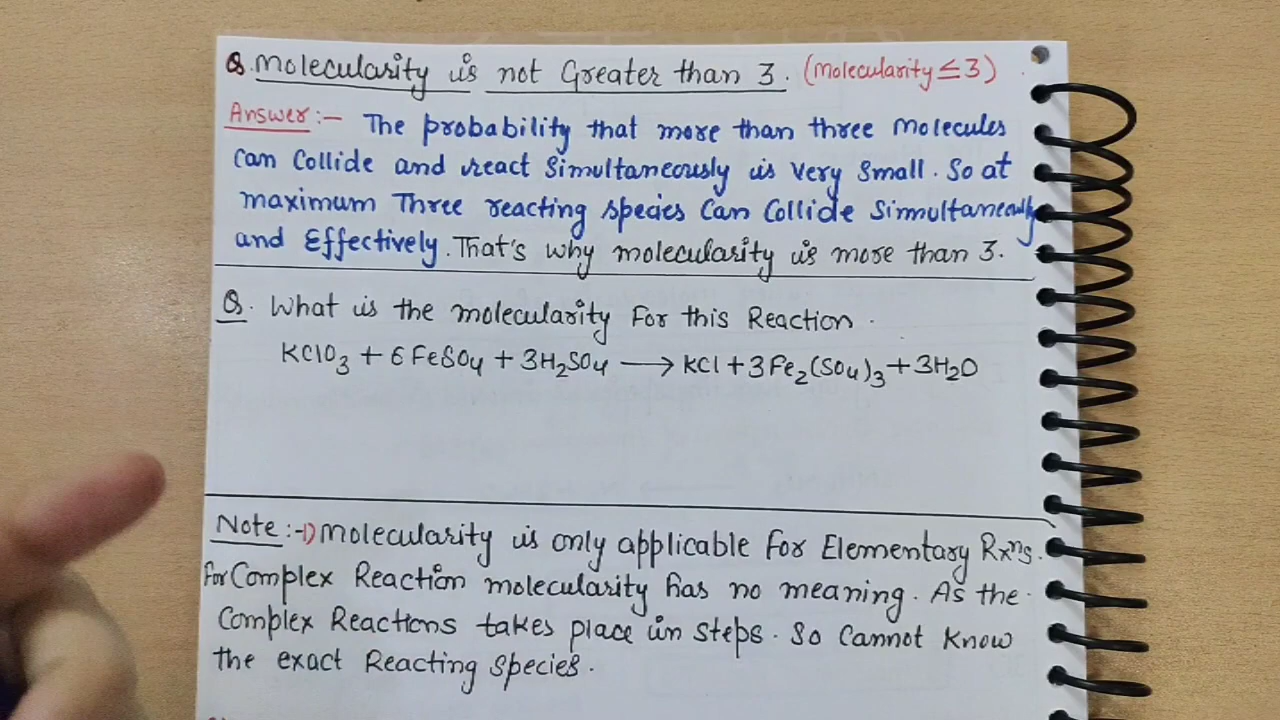 Q. Molecularity is not Greater than 3. (Molecularity ≤ 3)
Answer :- The probability that more than three Molecules
Can Collide and react Simultaneously is Very Small. So at
maximum Three reacting species Can Collide Simultaneously
and Effectively. That's why molecularity is more than 3.
Q. What is the molecularity For this Reaction.
KClO₃ + 6FeSO₄ + 3H₂SO₄ ⟶ KCl + 3Fe₂(SO₄)₃ + 3H₂O
Note :- 1) Molecularity is only applicable for Elementary Rxⁿs.
For Complex Reaction molecularity has no meaning. As the
Complex Reactions takes place in Steps. So Cannot Know
the exact Reacting Species.